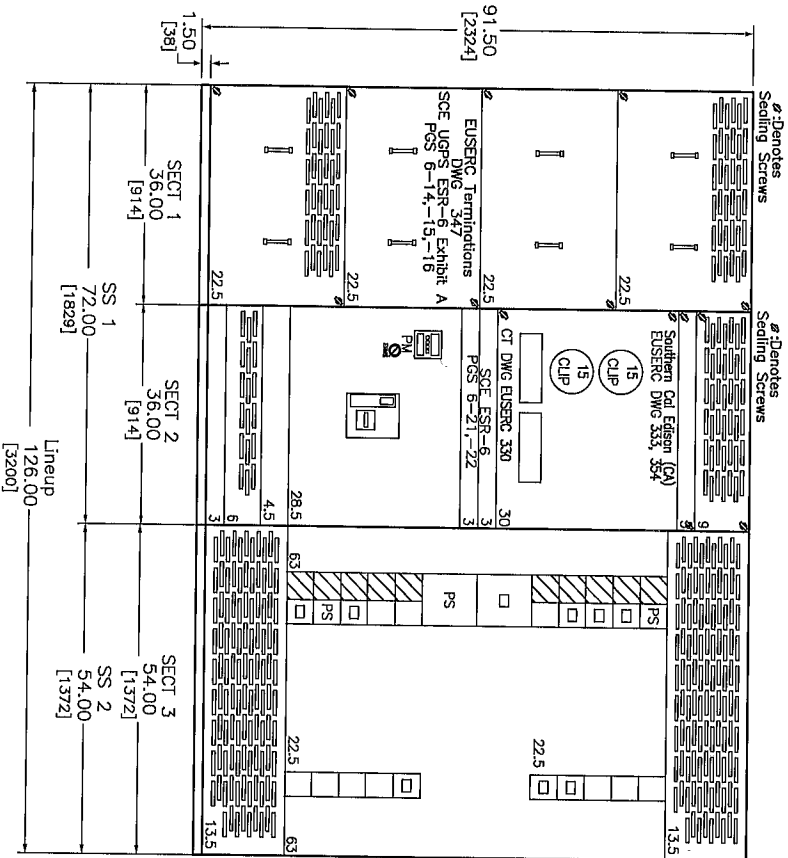 ø:Denotes
Sealing Screws
ø:Denotes
Sealing Screws
91.50
[2324]
1.50
[38]
22.5
22.5
22.5
22.5
EUSERC Terminations
DWG 347
SCE UGPS ESR-6 Exhibit A
PGS 6-14,-15,-16
9
3
Southern Cal Edison (CA)
EUSERC DWG 333, 354
15
CLIP
15
CLIP
CT DWG EUSERC 330
30
SCE ESR-6
PGS 6-21,-22
3
3
PM
28.5
4.5
6
3
13.5
PS
PS
PS
63
63
22.5
22.5
13.5
SECT 1
36.00
[914]
SECT 2
36.00
[914]
SECT 3
54.00
[1372]
SS 1
72.00
[1829]
SS 2
54.00
[1372]
Lineup
126.00
[3200]